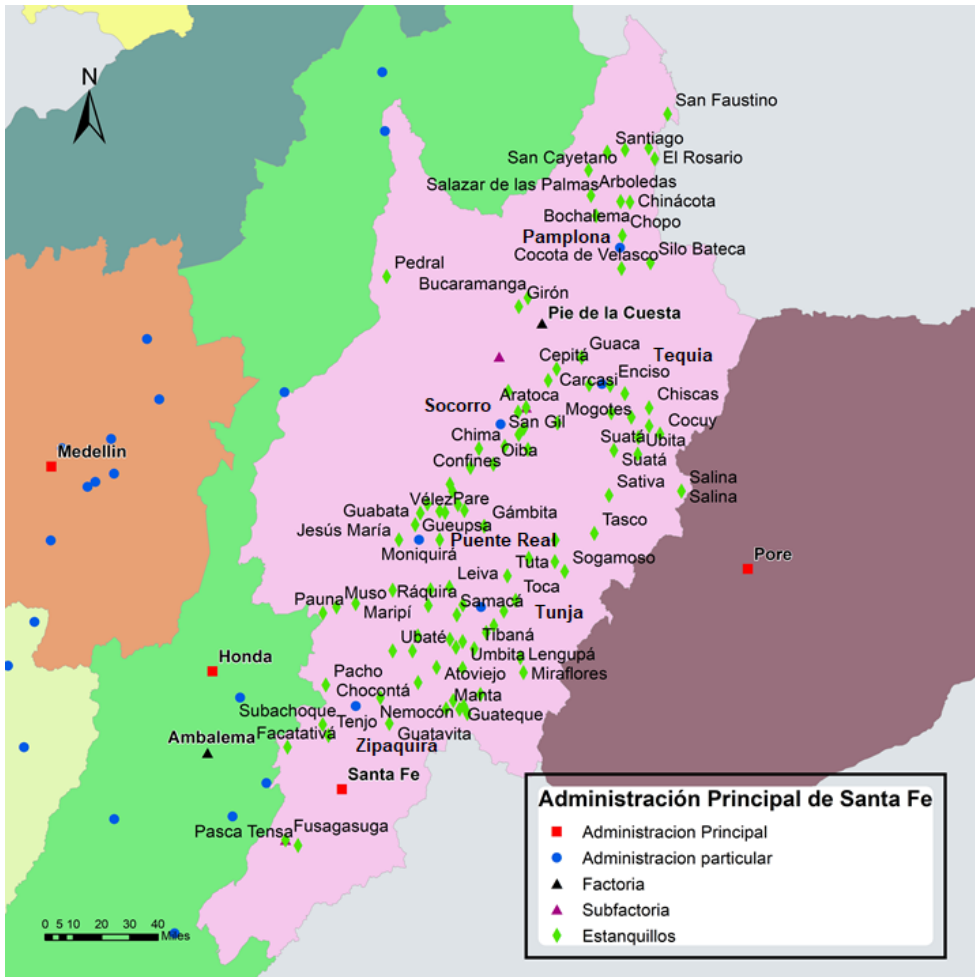 N
San Faustino
Santiago
San Cayetano
El Rosario
Salazar de las Palmas
Arboledas
Chinácota
Bochalema
Chopo
Pamplona
Cocota de Velasco
Silo Bateca
Pedral
Bucaramanga
Girón
Pie de la Cuesta
Guaca
Tequia
Cepitá
Enciso
Carcasi
Chiscas
Aratoca
Socorro
Mogotes
San Gil
Cocuy
Chima
Suatá
Ubita
Oiba
Suatá
Confines
Medellin
Sativa
Salina
Salina
Vélez
Pare
Guabata
Gámbita
Jesús María
Gueupsa
Tasco
Puente Real
Moniquirá
Sogamoso
Tuta
Pore
Leiva
Toca
Pauna
Muso
Ráquira
Samacá
Maripí
Tunja
Ubaté
Tibaná
Honda
Umbita
Lengupá
Pacho
Atoviejo
Miraflores
Chocontá
Manta
Subachoque
Tenjo
Nemocón
Guateque
Ambalema
Facatativá
Guatavita
Zipaquira
Santa Fe
Pasca
Tensa
Fusagasuga
0 5 10 20 30 40
Miles
Administración Principal de Santa Fe
Administracion Principal
Administracion particular
Factoria
Subfactoria
Estanquillos